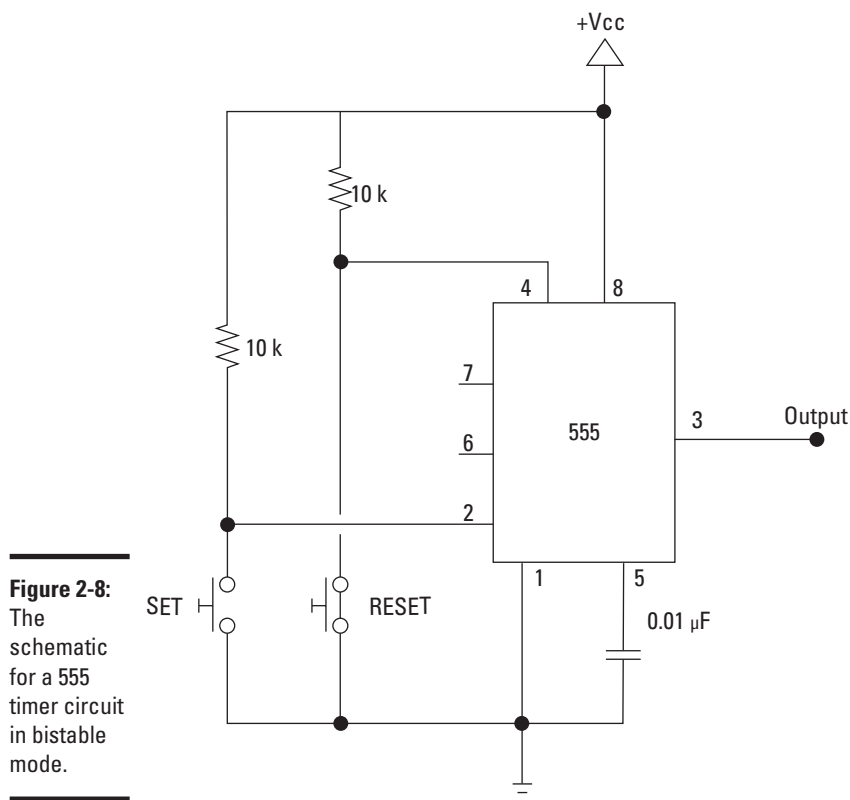 +Vcc
10 k
4
8
10 k
7
555
3
Output
6
2
1
5
SET
RESET
0.01 µF
Figure 2-8:
The
schematic
for a 555
timer circuit
in bistable
mode.